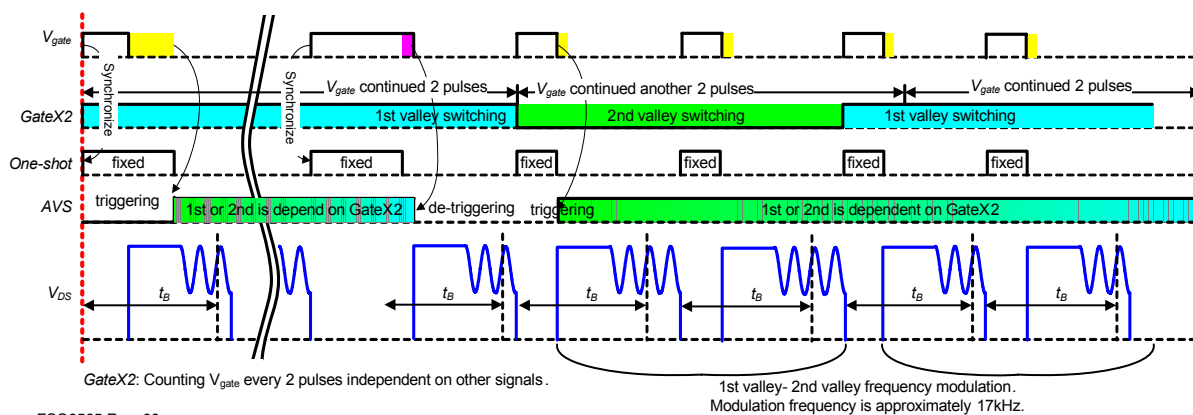 Vgate
Synchronize
Synchronize
Vgate continued 2 pulses
Vgate continued another 2 pulses
Vgate continued 2 pulses
GateX2
1st valley switching
2nd valley switching
1st valley switching
One-shot
fixed
fixed
fixed
fixed
fixed
fixed
AVS
triggering
1st or 2nd is depend on GateX2
de-triggering
triggering
1st or 2nd is dependent on GateX2
VDS
tB
tB
tB
tB
tB
tB
GateX2: Counting Vgate every 2 pulses independent on other signals.
1st valley- 2nd valley frequency modulation.
Modulation frequency is approximately 17kHz.